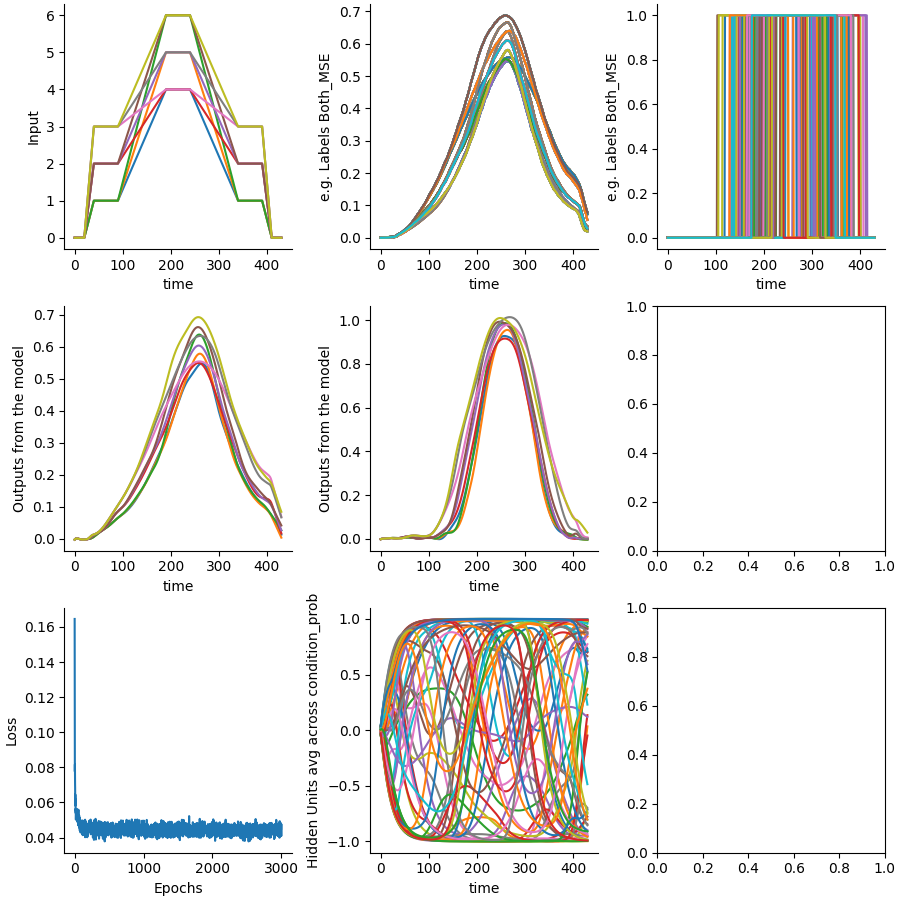 6
5
4
3
2
1
0
Input
0 100 200 300 400
time
0.7
0.6
0.5
0.4
0.3
0.2
0.1
0.0
e.g. Labels Both_MSE
0 100 200 300 400
time
1.0
0.8
0.6
0.4
0.2
0.0
e.g. Labels Both_MSE
0 100 200 300 400
time
0.7
0.6
0.5
0.4
0.3
0.2
0.1
0.0
Outputs from the model
0 100 200 300 400
time
1.0
0.8
0.6
0.4
0.2
0.0
Outputs from the model
0 100 200 300 400
time
1.0
0.8
0.6
0.4
0.2
0.0
0.0 0.2 0.4 0.6 0.8 1.0
0.16
0.14
0.12
0.10
0.08
0.06
0.04
Loss
0 1000 2000 3000
Epochs
1.0
0.5
0.0
−0.5
−1.0
Hidden Units avg across condition_prob
0 100 200 300 400
time
1.0
0.8
0.6
0.4
0.2
0.0
0.0 0.2 0.4 0.6 0.8 1.0